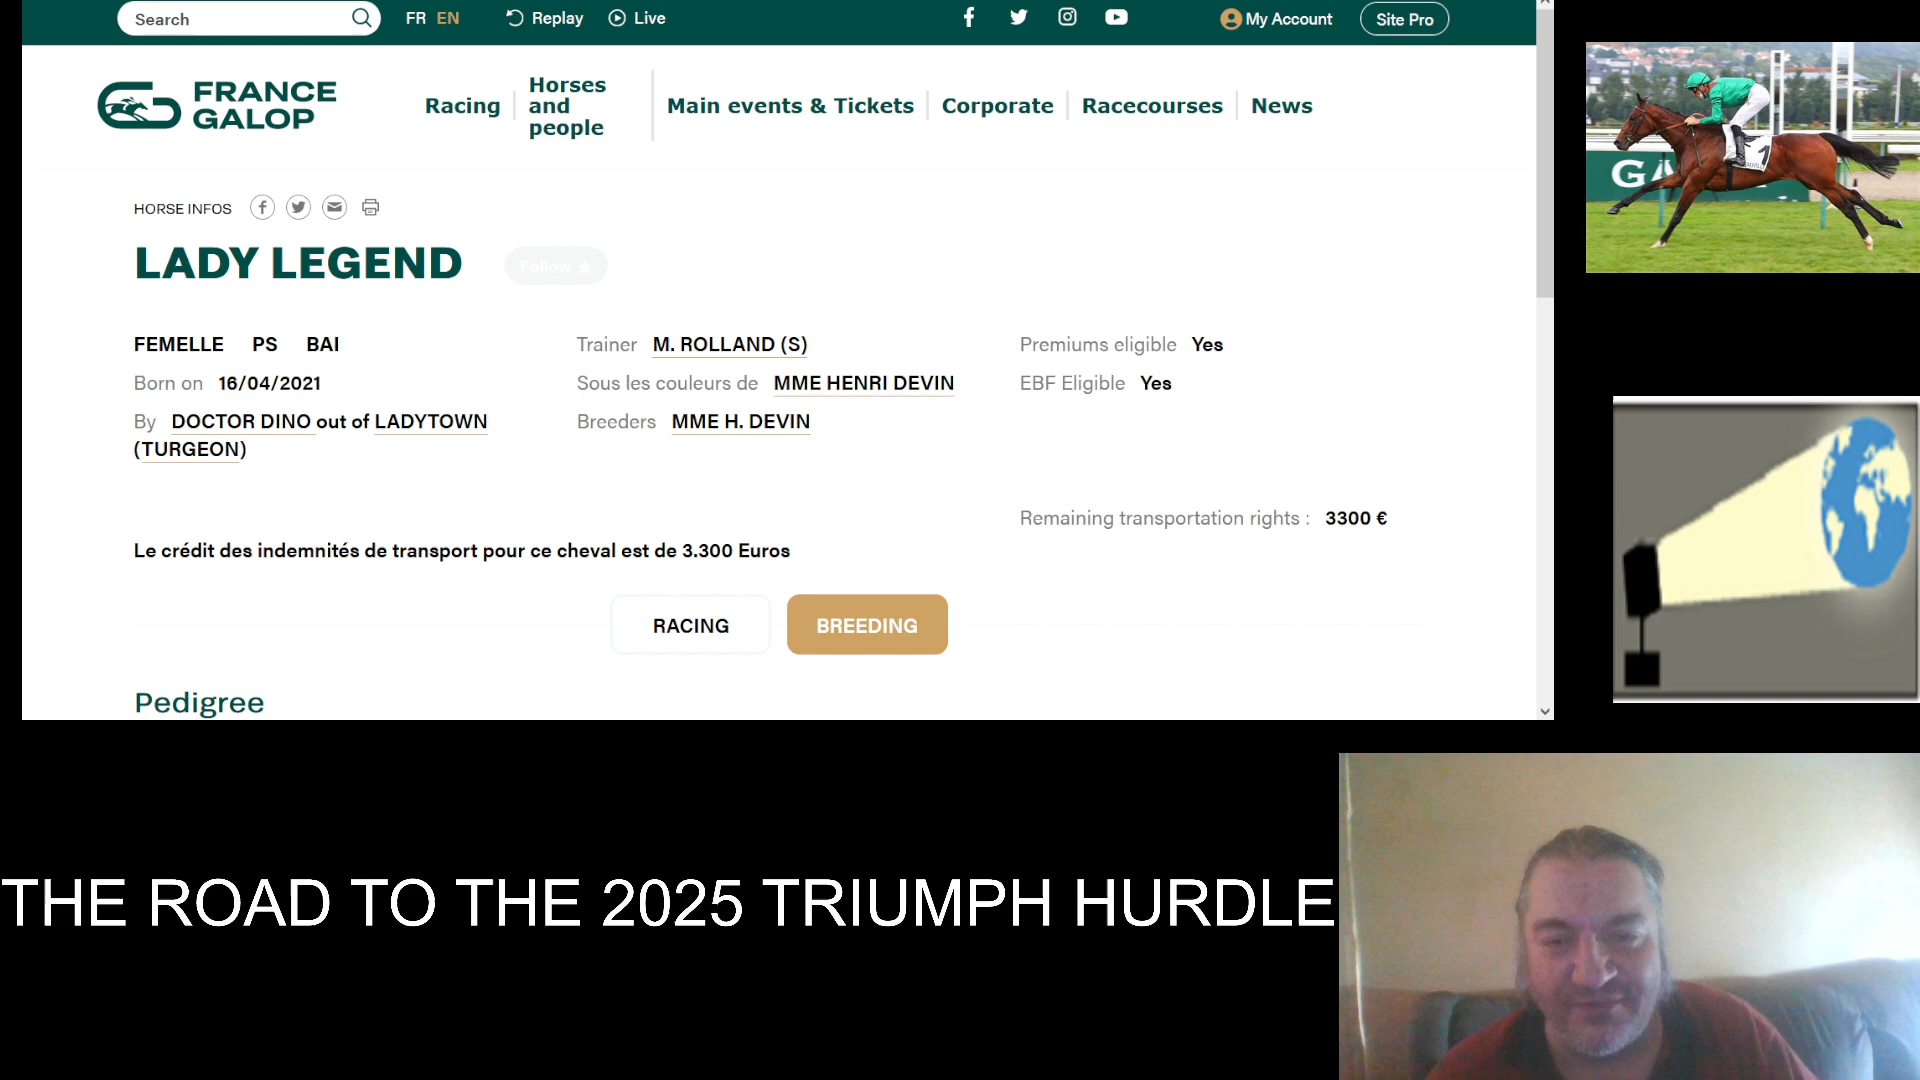 Search
FR EN Replay Live
My Account Site Pro
FRANCE GALOP
Racing
Horses and people
Main events & Tickets
Corporate
Racecourses
News
HORSE INFOS
LADY LEGEND Follow ★
FEMELLE PS BAI
Born on 16/04/2021
By DOCTOR DINO out of LADYTOWN
(TURGEON)
Trainer M. ROLLAND (S)
Sous les couleurs de MME HENRI DEVIN
Breeders MME H. DEVIN
Premiums eligible Yes
EBF Eligible Yes
Remaining transportation rights : 3300 €
Le crédit des indemnités de transport pour ce cheval est de 3.300 Euros
RACING BREEDING
Pedigree
GA
1
THE ROAD TO THE 2025 TRIUMPH HURDLE